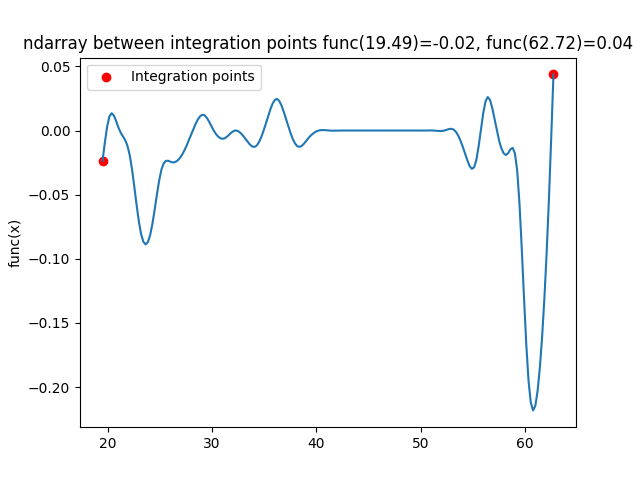 ndarray between integration points func(19.49)=-0.02, func(62.72)=0.04
Integration points
func(x)
0.05
0.00
−0.05
−0.10
−0.15
−0.20
20 30 40 50 60